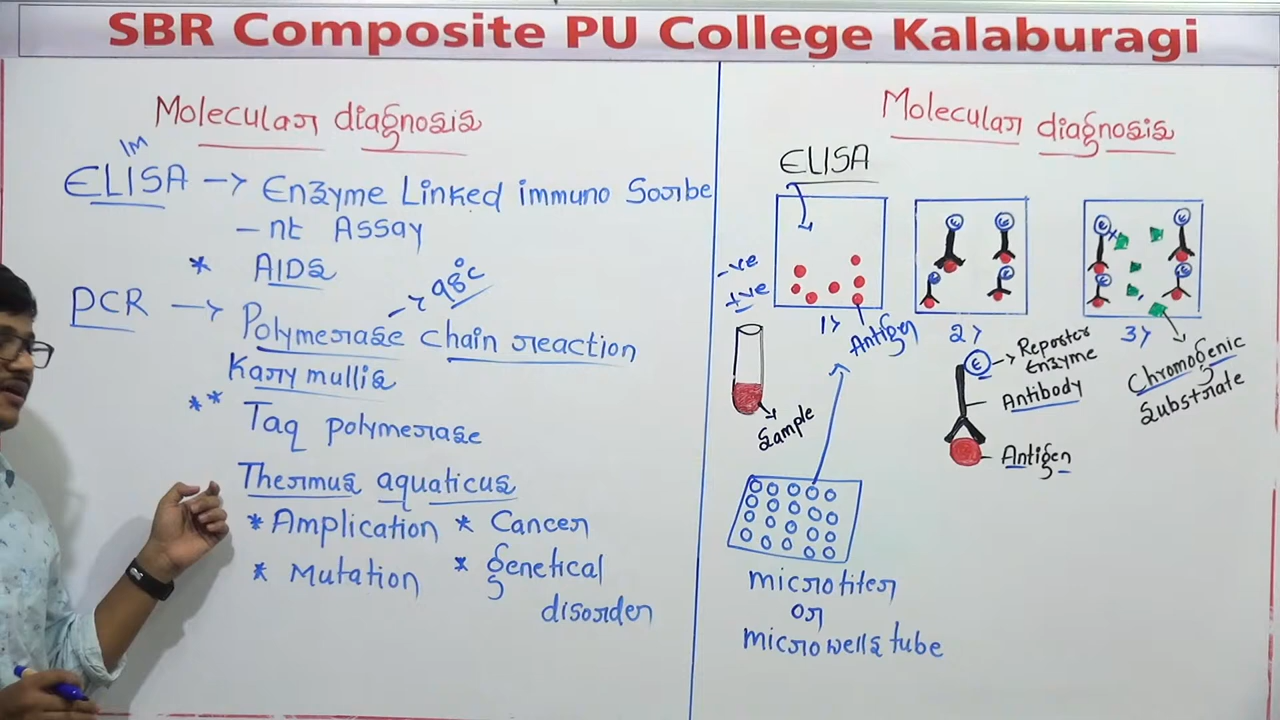 SBR Composite PU College Kalaburagi
Molecular diagnosis
IM
ELISA -> Enzyme Linked immuno Sorbe
- nt Assay
* AIDS
PCR -> Polymerase chain reaction
-> 98°C
Kary mullis
** Taq polymerase
Thermus aquaticus
* Amplication * Cancer
* Mutation * genetical
disorder
Molecular diagnosis
ELISA
-ve
+ve
Sample
1>
Antigen
2>
E
Reporter
Enzyme
Antibody
Antigen
3>
Chromogenic
Substrate
microtiter
or
microwells tube
E E
E E
E E
E E